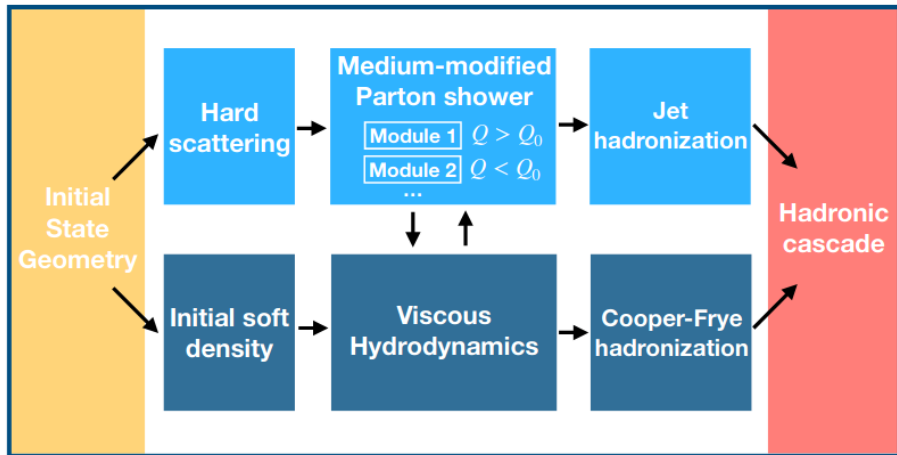 Initial
State
Geometry
Hard
scattering
Medium-modified
Parton shower
Module 1 Q > Q₀
Module 2 Q < Q₀
...
Jet
hadronization
Initial soft
density
Viscous
Hydrodynamics
Cooper-Frye
hadronization
Hadronic
cascade